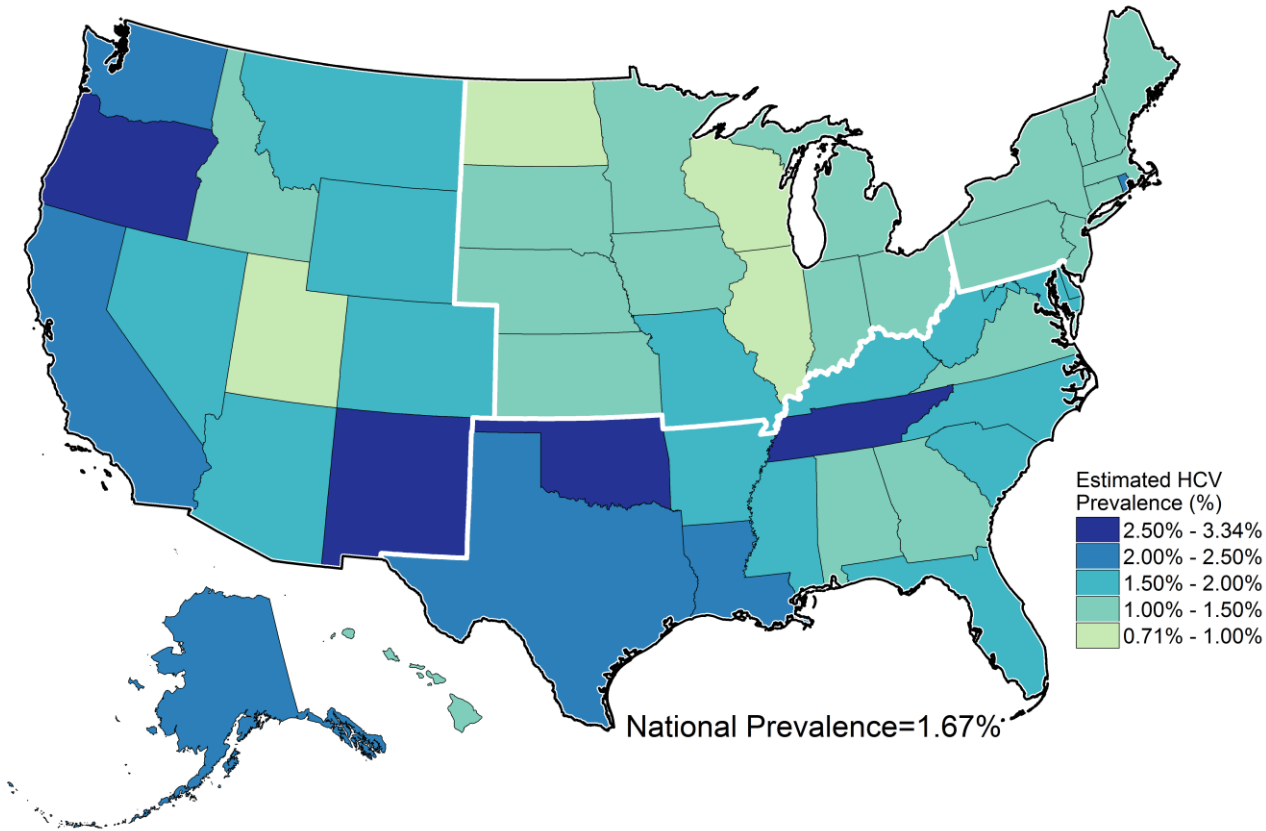 Estimated HCV
Prevalence (%)
2.50% - 3.34%
2.00% - 2.50%
1.50% - 2.00%
1.00% - 1.50%
0.71% - 1.00%
National Prevalence=1.67%